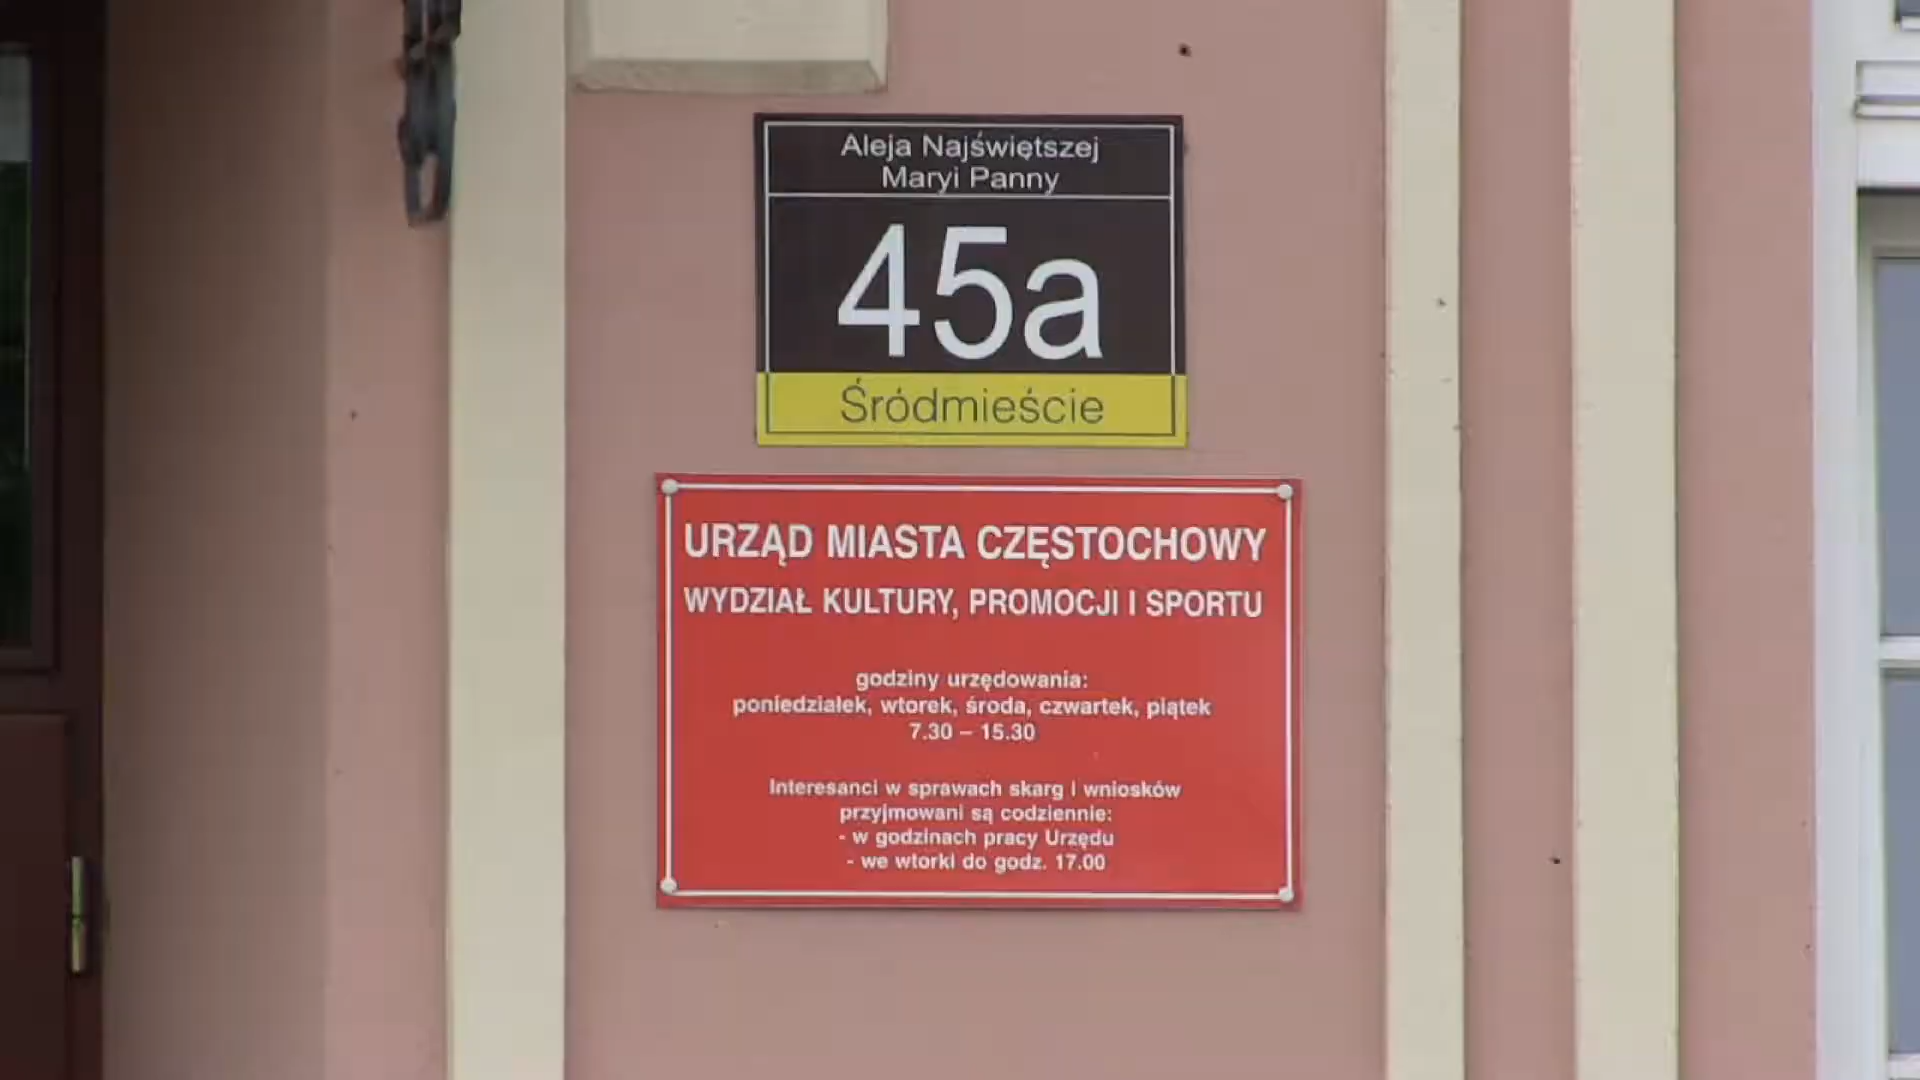 Aleja Najświętszej
Maryi Panny
45a
Śródmieście
URZĄD MIASTA CZĘSTOCHOWY
WYDZIAŁ KULTURY, PROMOCJI I SPORTU
godziny urzędowania:
poniedziałek, wtorek, środa, czwartek, piątek
7.30 – 15.30
Interesanci w sprawach skarg i wniosków
przyjmowani są codziennie:
- w godzinach pracy Urzędu
- we wtorki do godz. 17.00